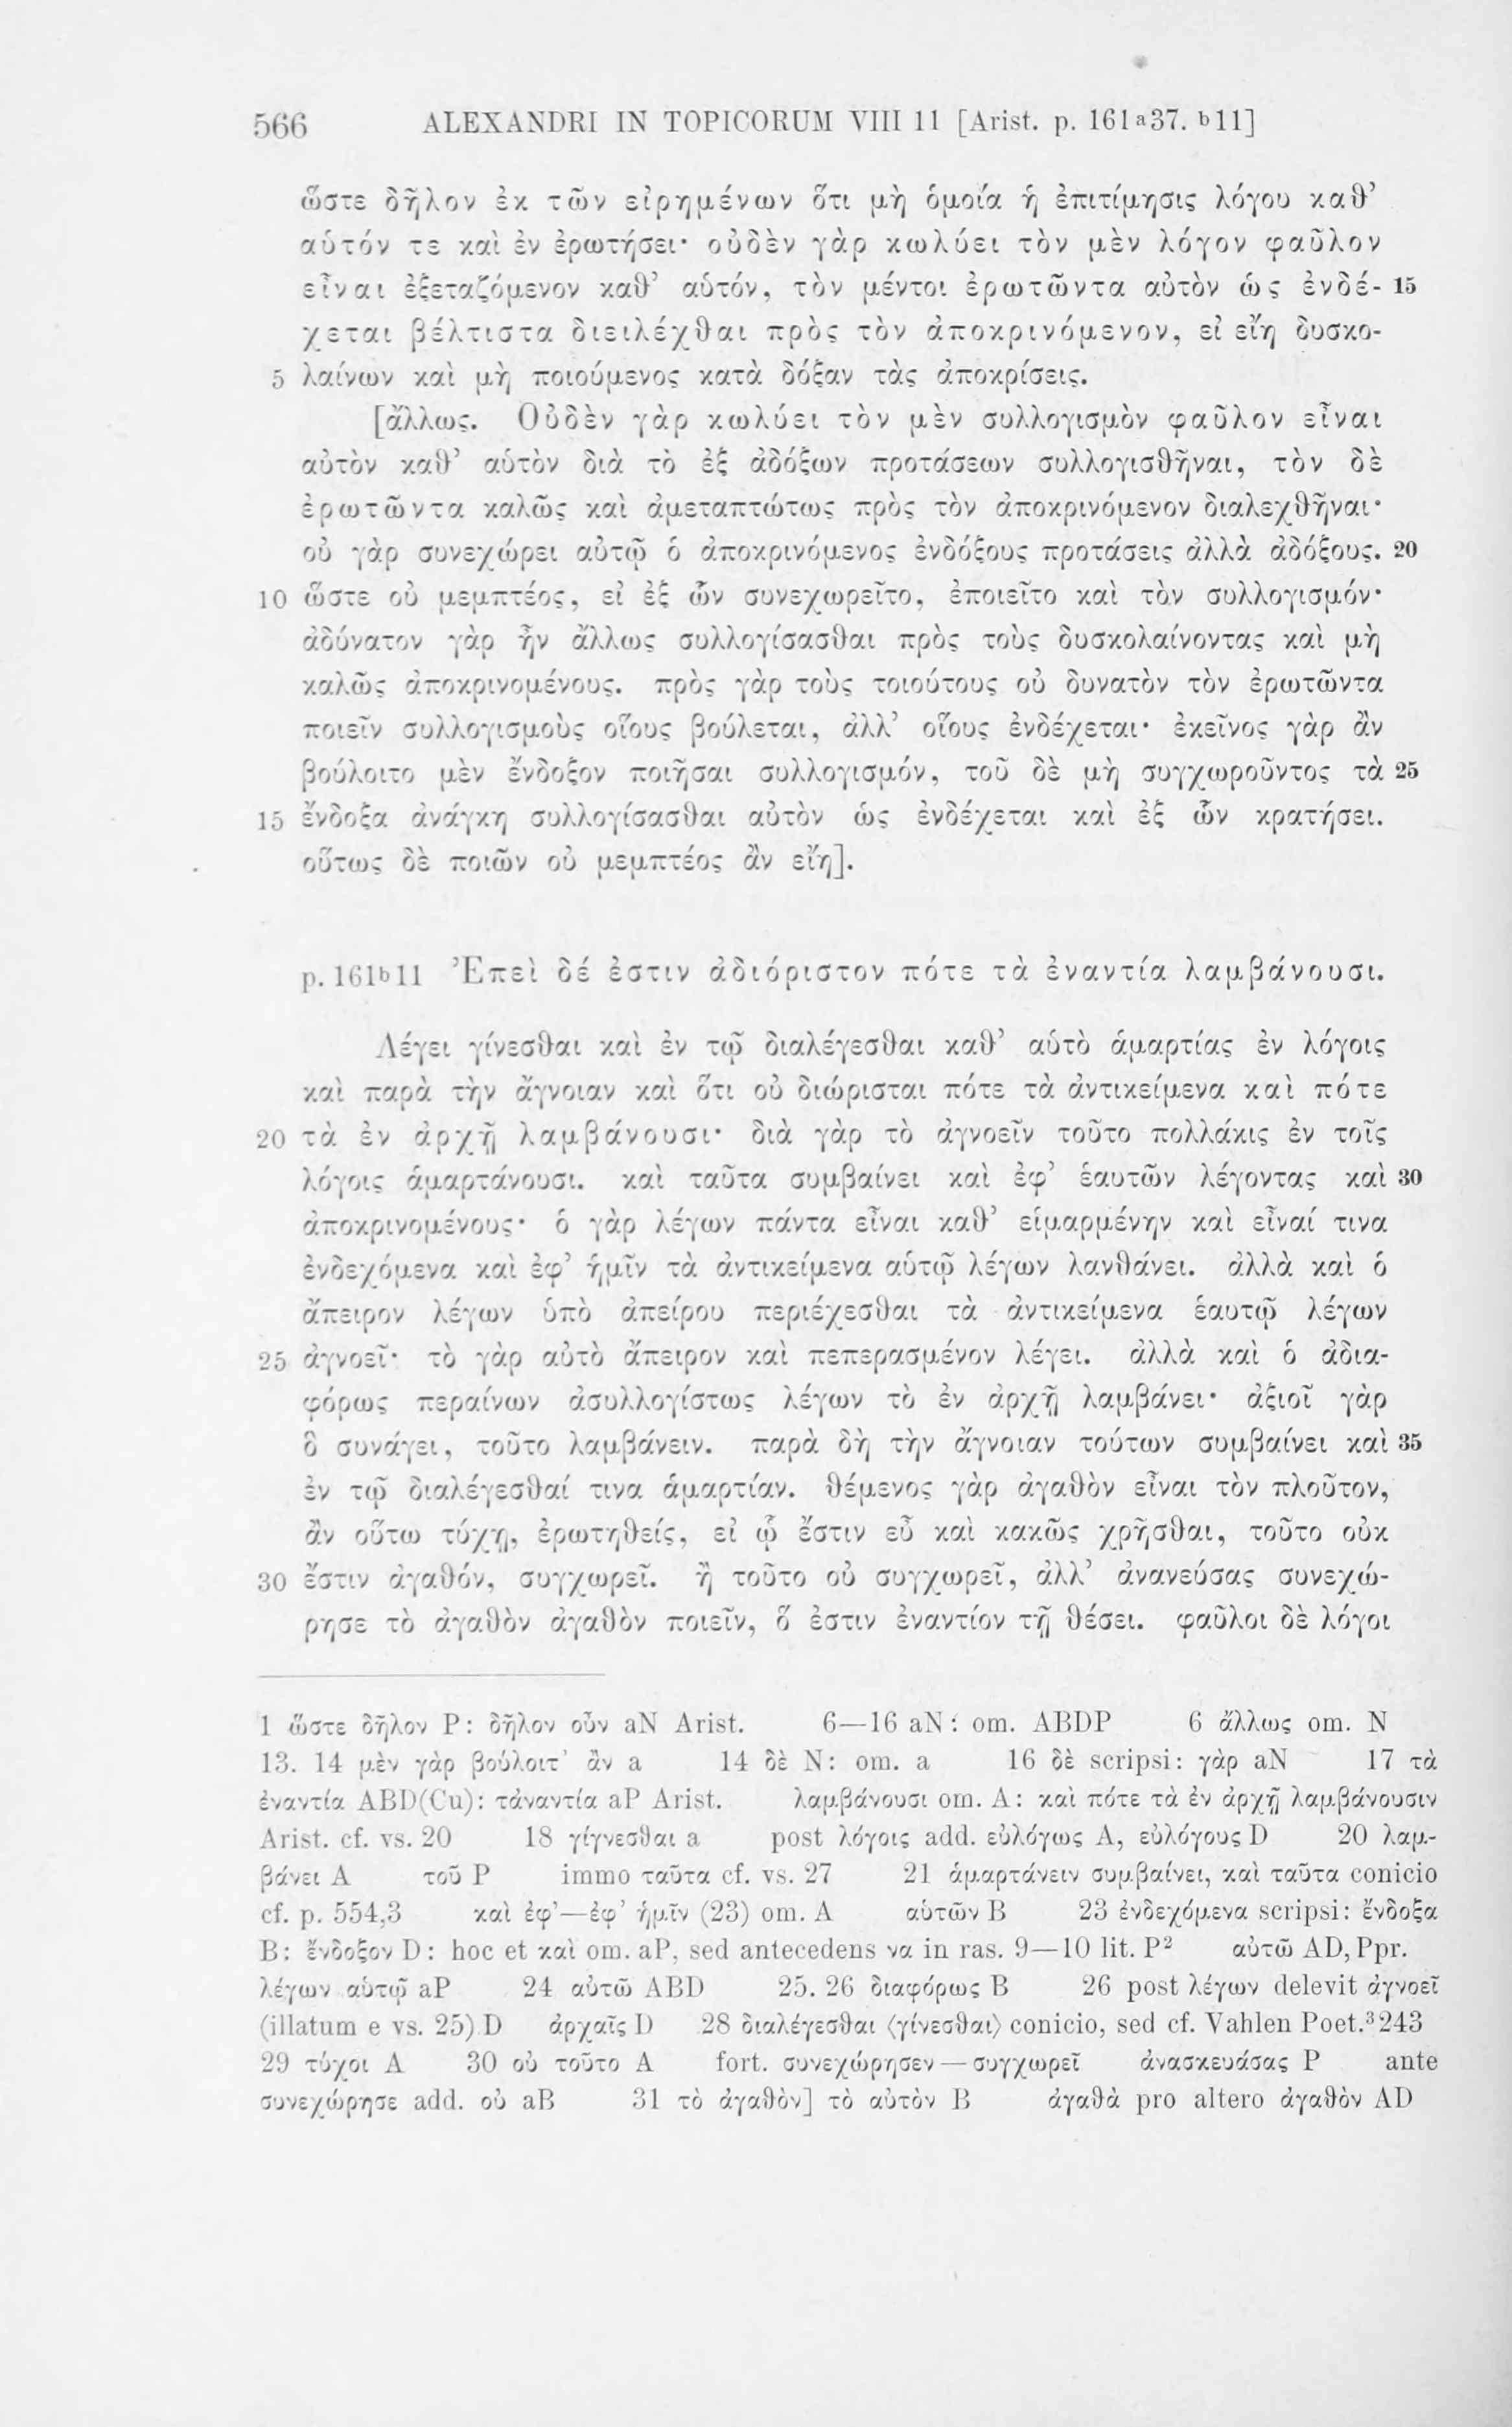 566 ALEXANDRI IN TOPICORUM VIII 11 [Arist. p. 161a37. b11]
ὥστε δῆλον ἐκ τῶν εἰρημένων ὅτι μὴ ὁμοία ἡ ἐπιτίμησις λόγου καθ’
αὑτόν τε καὶ ἐν ἐρωτήσει· οὐδὲν γὰρ κωλύει τὸν μὲν λόγον φαῦλον
εἶναι ἐξεταζόμενον καθ’ αὑτόν, τὸν μέντοι ἐρωτῶντα αὐτὸν ὡς ἐνδέ- 15
χεται βέλτιστα διειλέχθαι πρὸς τὸν ἀποκρινόμενον, εἰ εἴη δυσκο-
5 λαίνων καὶ μὴ ποιούμενος κατὰ δόξαν τὰς ἀποκρίσεις.
[ἄλλως. Οὐδὲν γὰρ κωλύει τὸν μὲν συλλογισμὸν φαῦλον εἶναι
αὐτὸν καθ’ αὑτὸν διὰ τὸ ἐξ ἀδόξων προτάσεων συλλογισθῆναι, τὸν δὲ
ἐρωτῶντα καλῶς καὶ ἀμεταπτώτως πρὸς τὸν ἀποκρινόμενον διαλεχθῆναι·
οὐ γὰρ συνεχώρει αὐτῷ ὁ ἀποκρινόμενος ἐνδόξους προτάσεις ἀλλὰ ἀδόξους. 20
10 ὥστε οὐ μεμπτέος, εἰ ἐξ ὧν συνεχωρεῖτο, ἐποιεῖτο καὶ τὸν συλλογισμόν·
ἀδύνατον γὰρ ἦν ἄλλως συλλογίσασθαι πρὸς τοὺς δυσκολαίνοντας καὶ μὴ
καλῶς ἀποκρινομένους. πρὸς γὰρ τοὺς τοιούτους οὐ δυνατὸν τὸν ἐρωτῶντα
ποιεῖν συλλογισμοὺς οἵους βούλεται, ἀλλ’ οἵους ἐνδέχεται· ἐκεῖνος γὰρ ἂν
βούλοιτο μὲν ἔνδοξον ποιῆσαι συλλογισμόν, τοῦ δὲ μὴ συγχωροῦντος τὰ 25
15 ἔνδοξα ἀνάγκη συλλογίσασθαι αὐτὸν ὡς ἐνδέχεται καὶ ἐξ ὧν κρατήσει.
οὕτως δὲ ποιῶν οὐ μεμπτέος ἂν εἴη].
p. 161b11 Ἐπεὶ δέ ἐστιν ἀδιόριστον πότε τὰ ἐναντία λαμβάνουσι.
Λέγει γίνεσθαι καὶ ἐν τῷ διαλέγεσθαι καθ’ αὑτὸ ἁμαρτίας ἐν λόγοις
καὶ παρὰ τὴν ἄγνοιαν καὶ ὅτι οὐ διώρισται πότε τὰ ἀντικείμενα καὶ πότε
20 τὰ ἐν ἀρχῇ λαμβάνουσι· διὰ γὰρ τὸ ἀγνοεῖν τοῦτο πολλάκις ἐν τοῖς
λόγοις ἁμαρτάνουσι. καὶ ταῦτα συμβαίνει καὶ ἐφ’ ἑαυτῶν λέγοντας καὶ 30
ἀποκρινομένους· ὁ γὰρ λέγων πάντα εἶναι καθ’ εἱμαρμένην καὶ εἶναί τινα
ἐνδεχόμενα καὶ ἐφ’ ἡμῖν τὰ ἀντικείμενα αὑτῷ λέγων λανθάνει. ἀλλὰ καὶ ὁ
ἄπειρον λέγων ὑπὸ ἀπείρου περιέχεσθαι τὰ ἀντικείμενα ἑαυτῷ λέγων
25 ἀγνοεῖ· τὸ γὰρ αὐτὸ ἄπειρον καὶ πεπερασμένον λέγει. ἀλλὰ καὶ ὁ ἀδια-
φόρως περαίνων ἀσυλλογίστως λέγων τὸ ἐν ἀρχῇ λαμβάνει· ἀξιοῖ γὰρ
ὃ συνάγει, τοῦτο λαμβάνειν. παρὰ δὴ τὴν ἄγνοιαν τούτων συμβαίνει καὶ 35
ἐν τῷ διαλέγεσθαί τινα ἁμαρτίαν. θέμενος γὰρ ἀγαθὸν εἶναι τὸν πλοῦτον,
ἂν οὕτω τύχῃ, ἐρωτηθείς, εἰ ᾧ ἔστιν εὖ καὶ κακῶς χρῆσθαι, τοῦτο οὐκ
30 ἔστιν ἀγαθόν, συγχωρεῖ. ἢ τοῦτο οὐ συγχωρεῖ, ἀλλ’ ἀνανεύσας συνεχώ-
ρησε τὸ ἀγαθὸν ἀγαθὸν ποιεῖν, ὅ ἐστιν ἐναντίον τῇ θέσει. φαῦλοι δὲ λόγοι
1 ὥστε δῆλον P: δῆλον οὖν aN Arist. 6—16 aN: om. ABDP 6 ἄλλως om. N
13. 14 μὲν γὰρ βούλοιτ’ ἂν a 14 δὲ N: om. a 16 δὲ scripsi: γὰρ aN 17 τὰ
ἐναντία ABD(Cu): τἀναντία aP Arist. λαμβάνουσι om. A: καὶ πότε τὰ ἐν ἀρχῇ λαμβάνουσιν
Arist. cf. vs. 20 18 γίγνεσθαι a post λόγοις add. εὐλόγως A, εὐλόγους D 20 λαμ-
βάνει A τοῦ P immo ταῦτα cf. vs. 27 21 ἁμαρτάνειν συμβαίνει, καὶ ταῦτα conicio
cf. p. 554,3 καὶ ἐφ’—ἐφ’ ἡμῖν (23) om. A αὑτῶν B 23 ἐνδεχόμενα scripsi: ἔνδοξα
B: ἔνδοξον D: hoc et καὶ om. aP, sed antecedens να in ras. 9—10 lit. P2 αὐτῶ AD, Ppr.
λέγων αὑτῷ aP 24 αὐτῶ ABD 25. 26 διαφόρως B 26 post λέγων delevit ἀγνοεῖ
(illatum e vs. 25) D ἀρχαῖς D 28 διαλέγεσθαι ⟨γίνεσθαι⟩ conicio, sed cf. Vahlen Poet.3 243
29 τύχοι A 30 οὐ τοῦτο A fort. συνεχώρησεν — συγχωρεῖ ἀνασκευάσας P ante
συνεχώρησε add. οὐ aB 31 τὸ ἀγαθὸν] τὸ αὐτὸν B ἀγαθὰ pro altero ἀγαθὸν AD